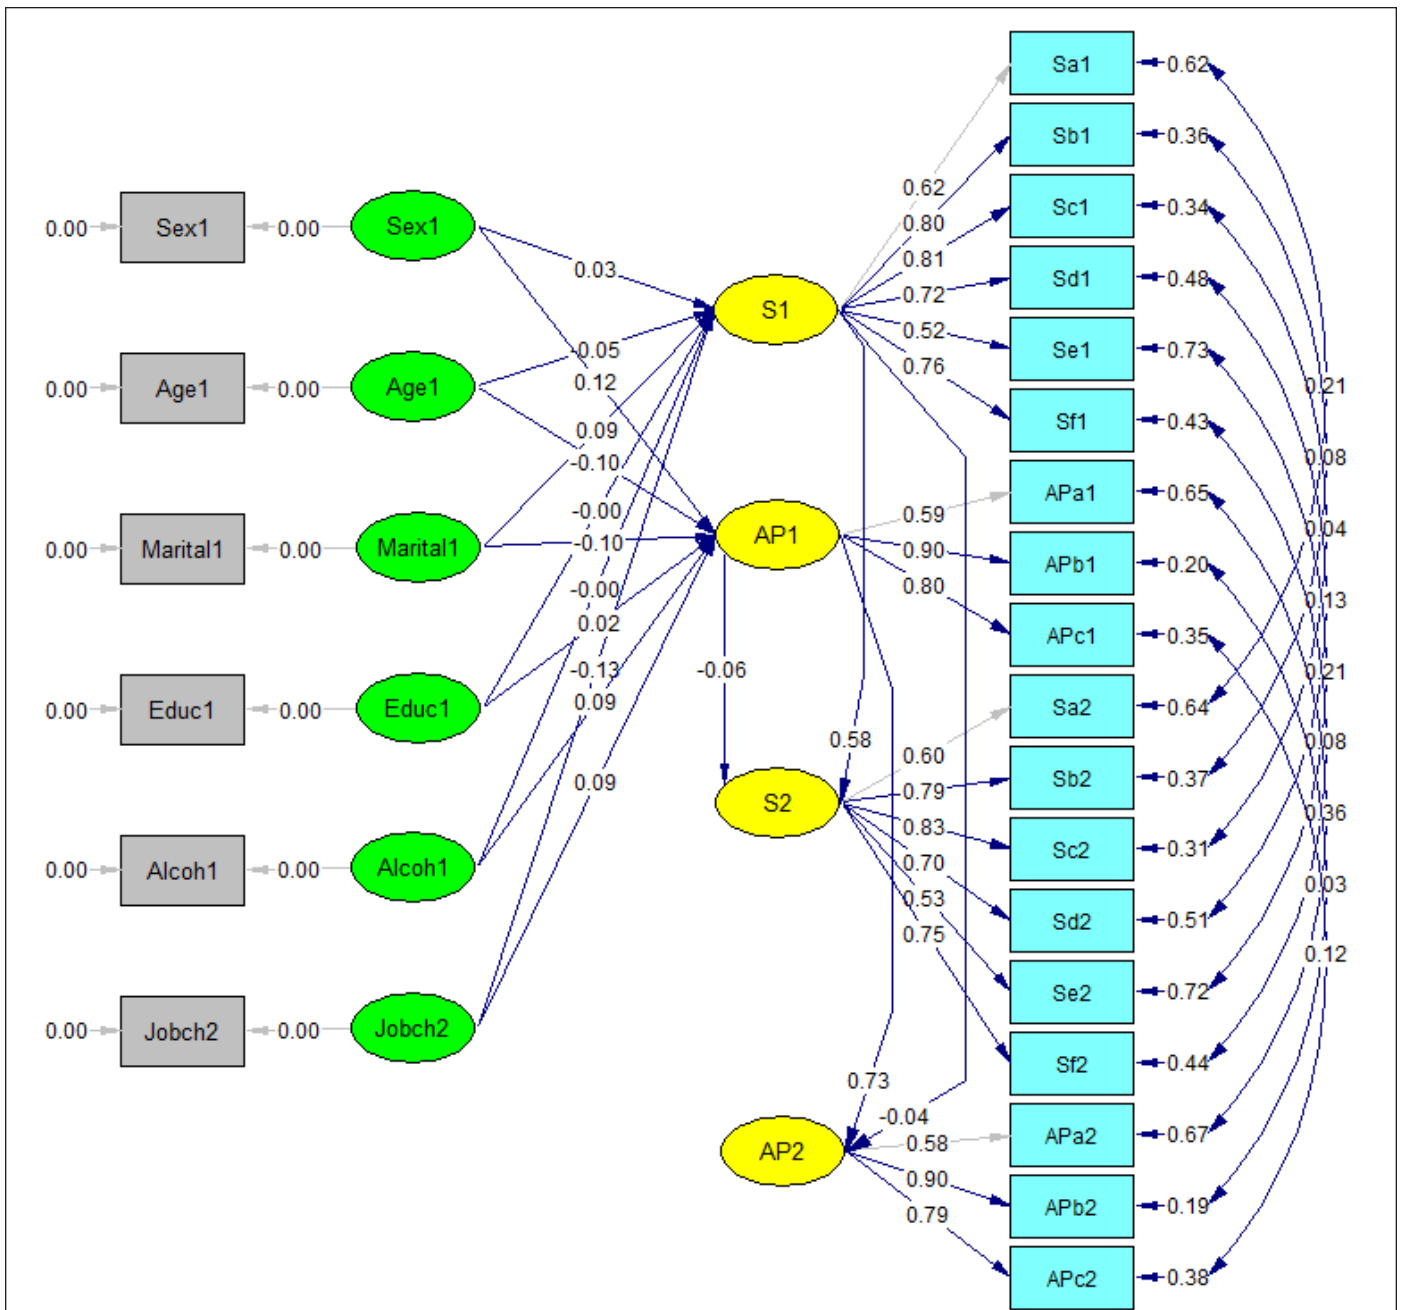 Sa1
0.62
Sb1
0.36
Sc1
0.34
0.62
Sex1
Sex1
0.00
0.00
0.80
0.03
S1
0.81
Sd1
0.48
0.72
0.52
Se1
0.73
-0.05
0.76
Age1
Age1
0.00
0.00
0.12
0.21
Sf1
0.43
0.09
-0.10
0.08
APa1
0.65
-0.00
0.59
AP1
0.04
-0.10
Marital1
Marital1
0.00
0.00
0.90
APb1
0.20
-0.00
0.80
0.13
0.02
APc1
0.35
-0.13
-0.06
0.21
0.09
Educ1
Educ1
0.00
0.00
Sa2
0.64
0.58
0.08
0.60
0.09
Sb2
0.37
0.79
S2
0.36
0.83
Sc2
0.31
0.70
Alcoh1
Alcoh1
0.00
0.00
0.03
0.53
Sd2
0.51
0.75
0.12
Se2
0.72
Jobch2
Jobch2
0.00
0.00
Sf2
0.44
0.73
-0.04
APa2
0.67
0.58
AP2
0.90
APb2
0.19
0.79
APc2
0.38